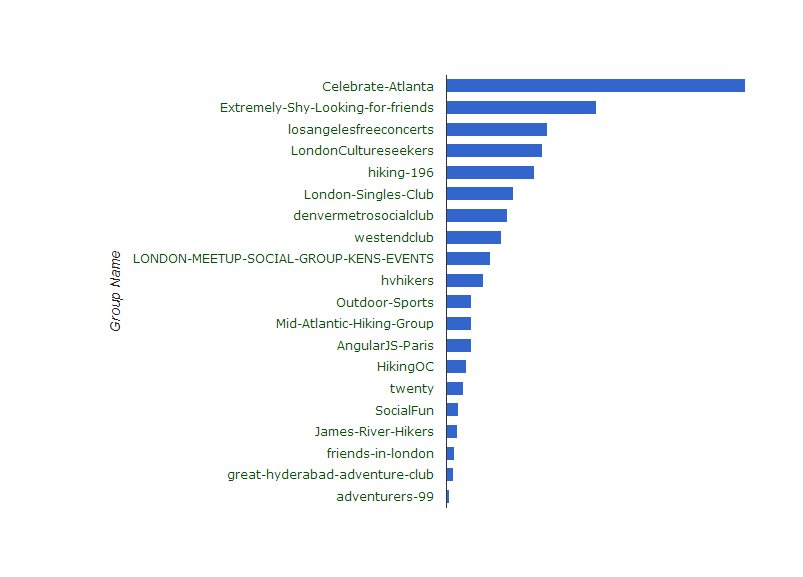 Celebrate-Atlanta
Extremely-Shy-Looking-for-friends
losangelesfreeconcerts
LondonCultureseekers
hiking-196
London-Singles-Club
denvermetrosocialclub
westendclub
LONDON-MEETUP-SOCIAL-GROUP-KENS-EVENTS
hvhikers
Outdoor-Sports
Mid-Atlantic-Hiking-Group
AngularJS-Paris
HikingOC
twenty
SocialFun
James-River-Hikers
friends-in-london
great-hyderabad-adventure-club
adventurers-99
Group Name